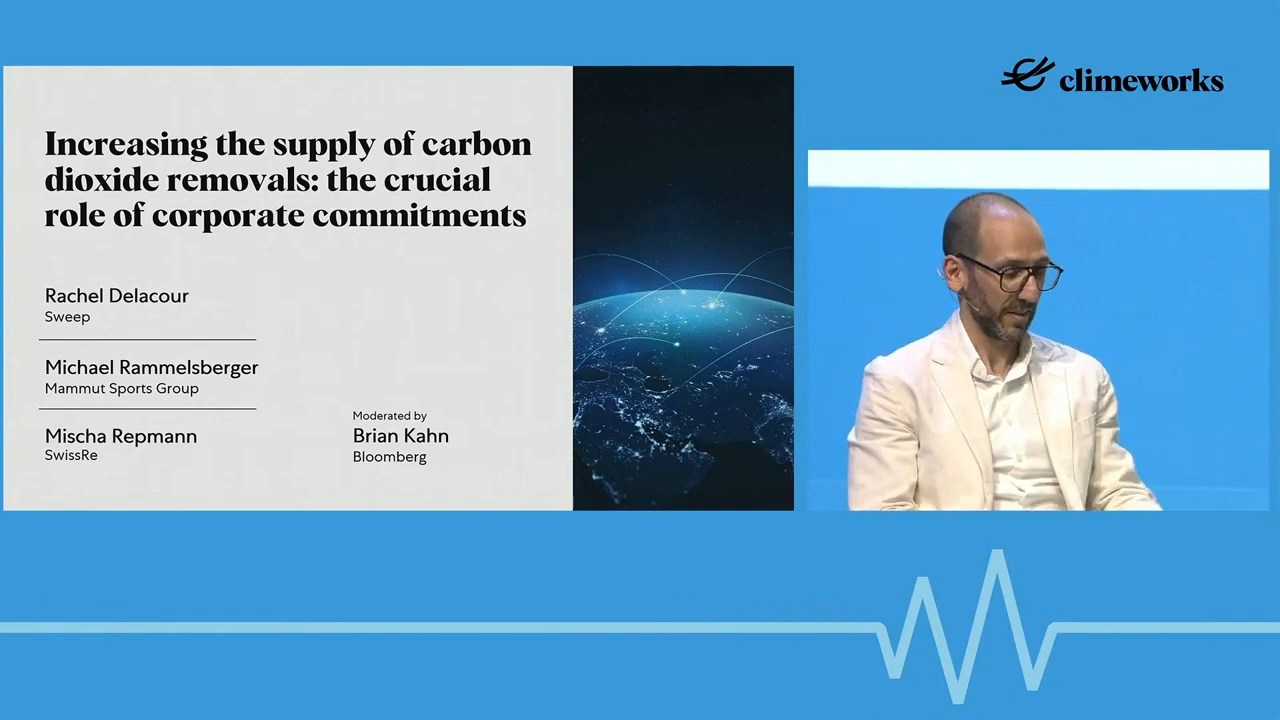 climeworks
Increasing the supply of carbon
dioxide removals: the crucial
role of corporate commitments
Rachel Delacour
Sweep
Michael Rammelsberger
Mammut Sports Group
Mischa Repmann
SwissRe
Moderated by
Brian Kahn
Bloomberg